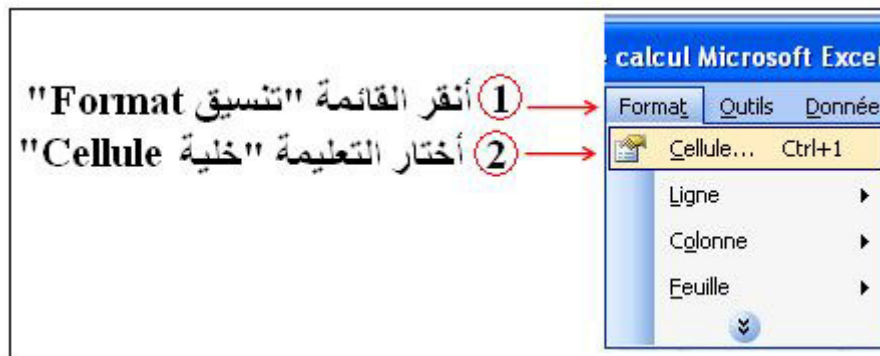 calcul Microsoft Excel
① أنقر القائمة "تنسيق Format"
② أختار التعليمة "خلية Cellule"
Format Outils Donnée
Cellule... Ctrl+1
Ligne
Colonne
Feuille